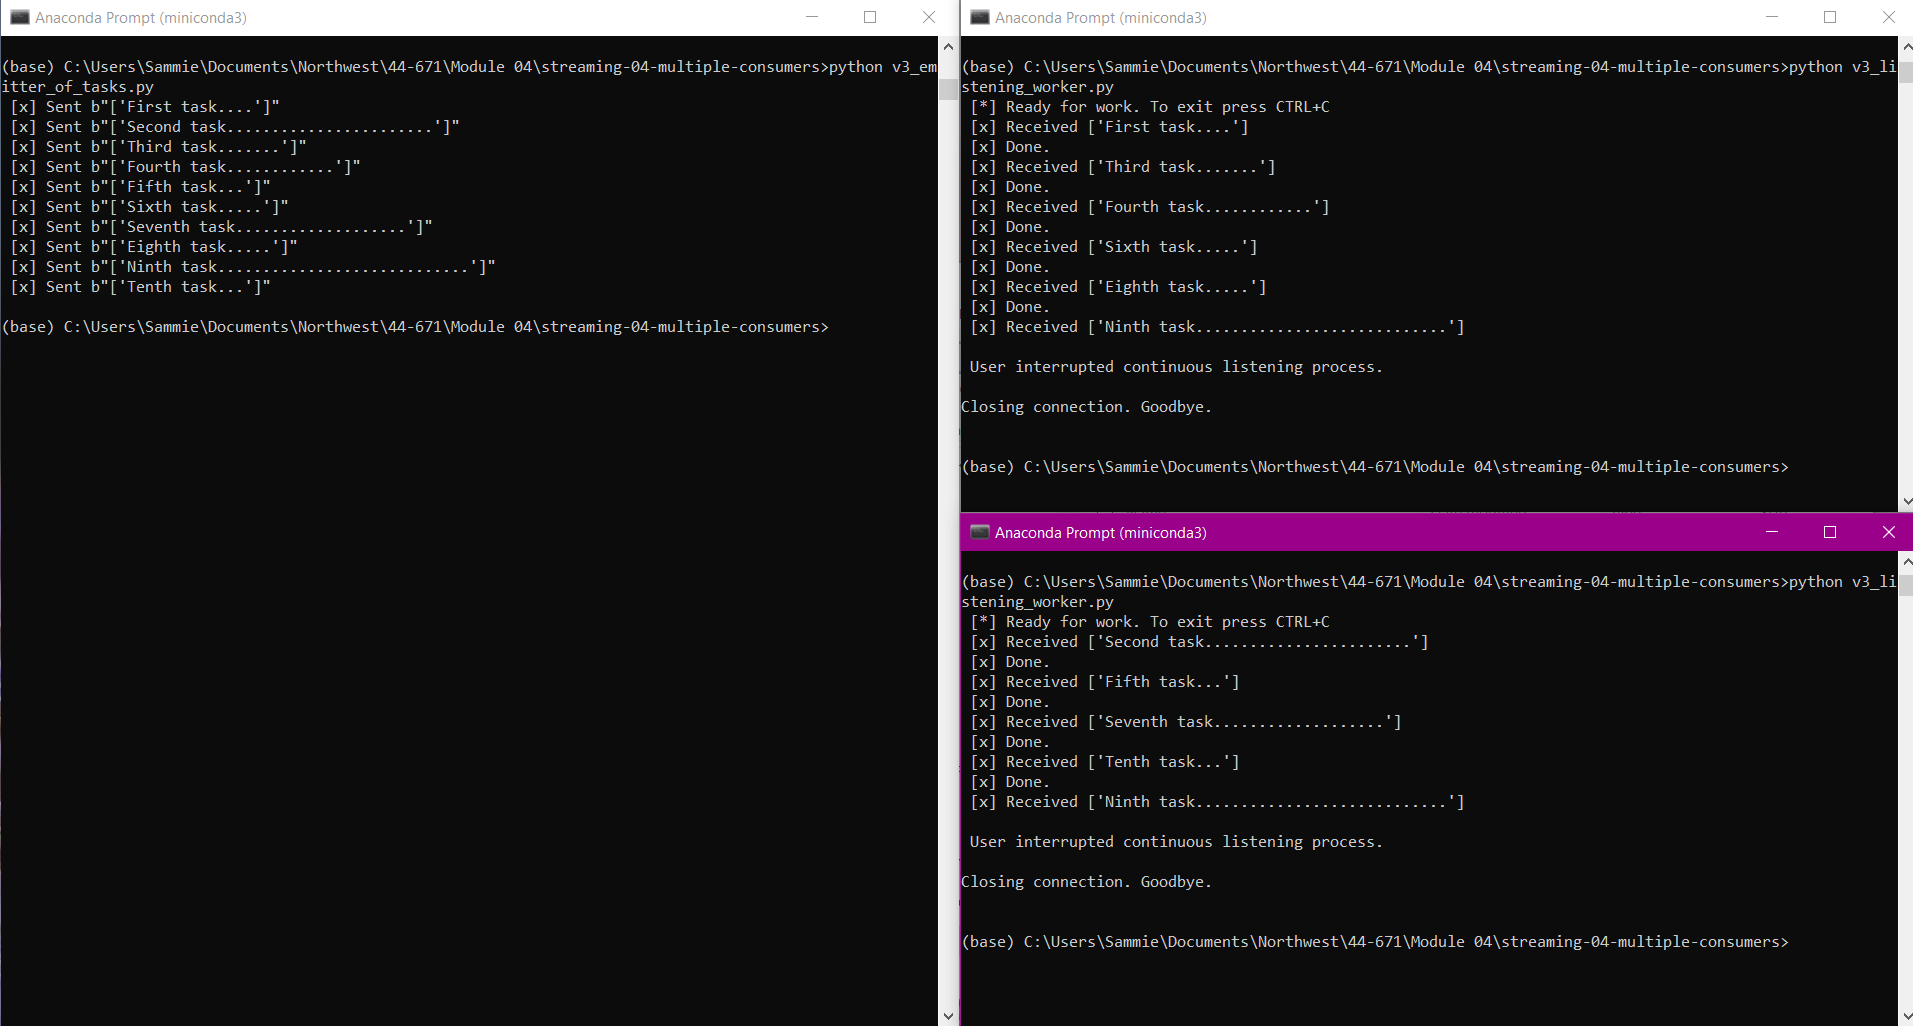 Anaconda Prompt (miniconda3)
(base) C:\Users\Sammie\Documents\Northwest\44-671\Module 04\streaming-04-multiple-consumers>python v3_em
itter_of_tasks.py
 [x] Sent b"['First task....']"
 [x] Sent b"['Second task.......................']"
 [x] Sent b"['Third task.......']"
 [x] Sent b"['Fourth task............']"
 [x] Sent b"['Fifth task...']"
 [x] Sent b"['Sixth task.....']"
 [x] Sent b"['Seventh task...................']"
 [x] Sent b"['Eighth task.....']"
 [x] Sent b"['Ninth task............................']"
 [x] Sent b"['Tenth task...']"
(base) C:\Users\Sammie\Documents\Northwest\44-671\Module 04\streaming-04-multiple-consumers>
Anaconda Prompt (miniconda3)
(base) C:\Users\Sammie\Documents\Northwest\44-671\Module 04\streaming-04-multiple-consumers>python v3_li
stening_worker.py
 [*] Ready for work. To exit press CTRL+C
 [x] Received ['First task....']
 [x] Done.
 [x] Received ['Third task.......']
 [x] Done.
 [x] Received ['Fourth task............']
 [x] Done.
 [x] Received ['Sixth task.....']
 [x] Done.
 [x] Received ['Eighth task.....']
 [x] Done.
 [x] Received ['Ninth task............................']
 User interrupted continuous listening process.
Closing connection. Goodbye.
(base) C:\Users\Sammie\Documents\Northwest\44-671\Module 04\streaming-04-multiple-consumers>
Anaconda Prompt (miniconda3)
(base) C:\Users\Sammie\Documents\Northwest\44-671\Module 04\streaming-04-multiple-consumers>python v3_li
stening_worker.py
 [*] Ready for work. To exit press CTRL+C
 [x] Received ['Second task.......................']
 [x] Done.
 [x] Received ['Fifth task...']
 [x] Done.
 [x] Received ['Seventh task...................']
 [x] Done.
 [x] Received ['Tenth task...']
 [x] Done.
 [x] Received ['Ninth task............................']
 User interrupted continuous listening process.
Closing connection. Goodbye.
(base) C:\Users\Sammie\Documents\Northwest\44-671\Module 04\streaming-04-multiple-consumers>